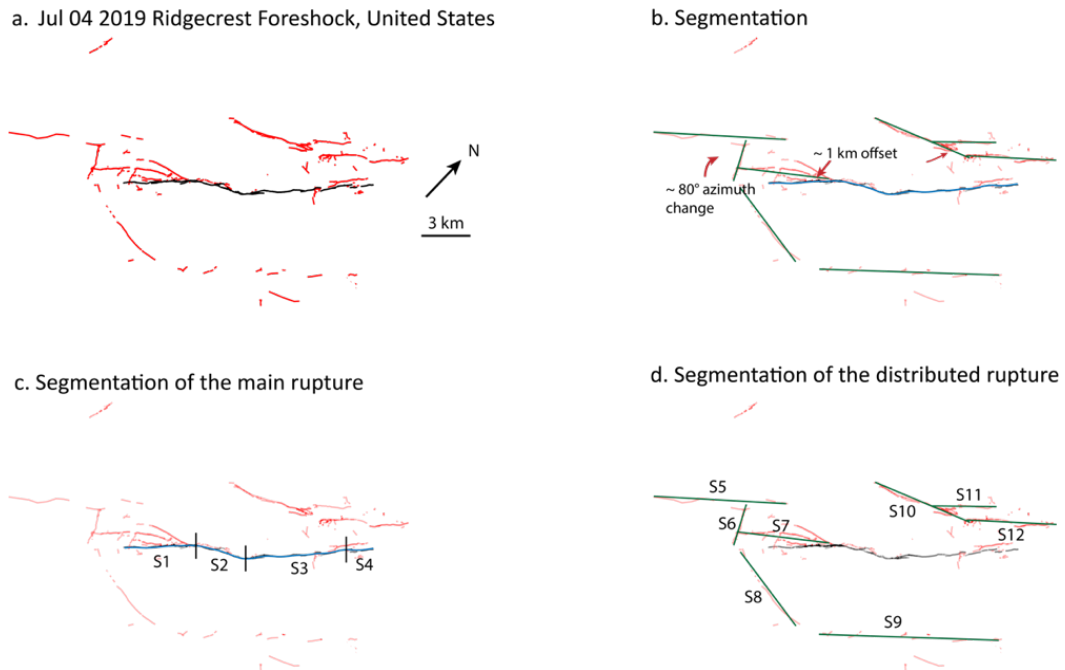 a. Jul 04 2019 Ridgecrest Foreshock, United States
N
3 km
b. Segmentation
~ 1 km offset
~ 80° azimuth
change
c. Segmentation of the main rupture
S1
S2
S3
S4
d. Segmentation of the distributed rupture
S5
S11
S6
S7
S10
S12
S8
S9